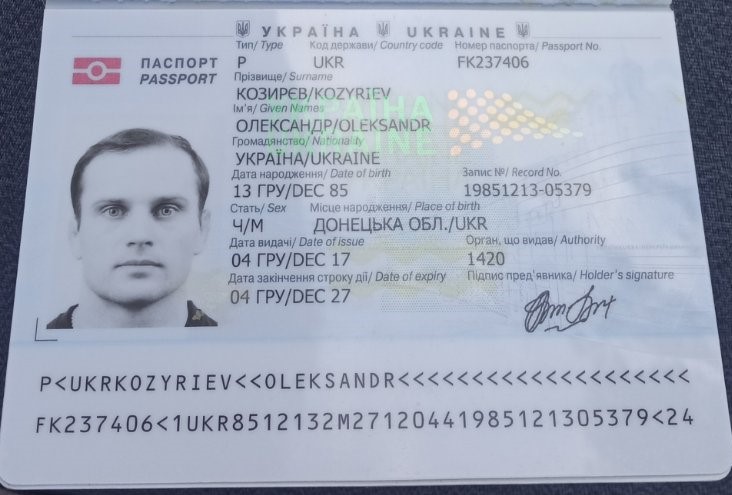 УКРАЇНА UKRAINE
Тип/ Type Код держави/ Country code Номер паспорта/ Passport No.
ПАСПОРТ P UKR FK237406
PASSPORT
Прізвище/ Surname
КОЗИРЄВ/KOZYRIEV
Ім'я/ Given Names
ОЛЕКСАНДР/OLEKSANDR
Громадянство/ Nationality
УКРАЇНА/UKRAINE
УКРАЇНА
UKRAINE
Дата народження/ Date of birth Запис №/ Record No.
13 ГРУ/DEC 85 19851213-05379
Стать/ Sex Місце народження/ Place of birth
Ч/M ДОНЕЦЬКА ОБЛ./UKR
Дата видачі/ Date of issue Орган, що видав/ Authority
04 ГРУ/DEC 17 1420
Дата закінчення строку дії/ Date of expiry Підпис пред'явника/ Holder's signature
04 ГРУ/DEC 27
P<UKRKOZYRIEV<<OLEKSANDR<<<<<<<<<<<<<<<<<<<<
FK237406<1UKR8512132M27120441985121305379<24